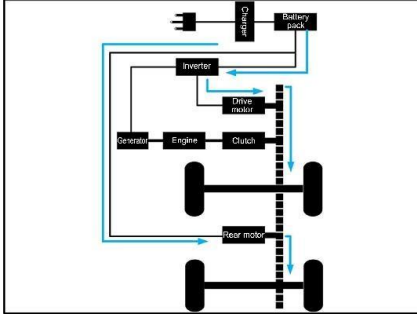 Charger
Battery
pack
Inverter
Drive
motor
Generator
Engine
Clutch
Rear motor